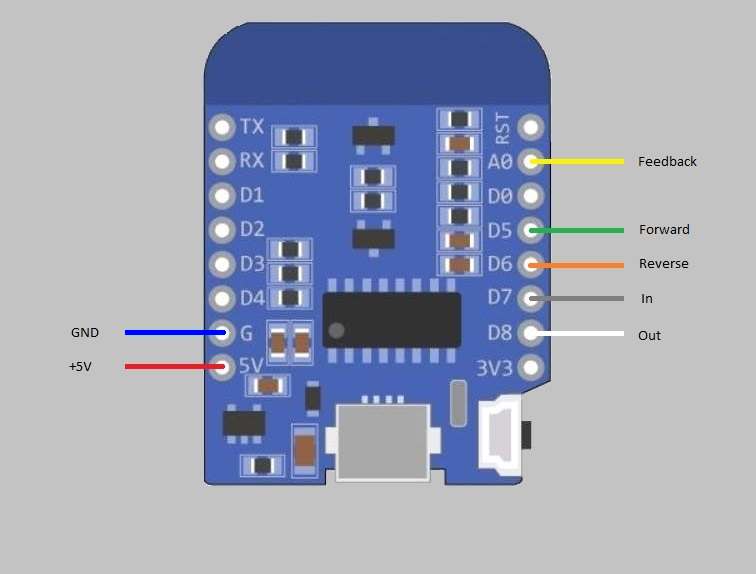 TX
RX
D1
D2
D3
D4
G
5V
RST
A0
D0
D5
D6
D7
D8
3V3
GND
+5V
Feedback
Forward
Reverse
In
Out